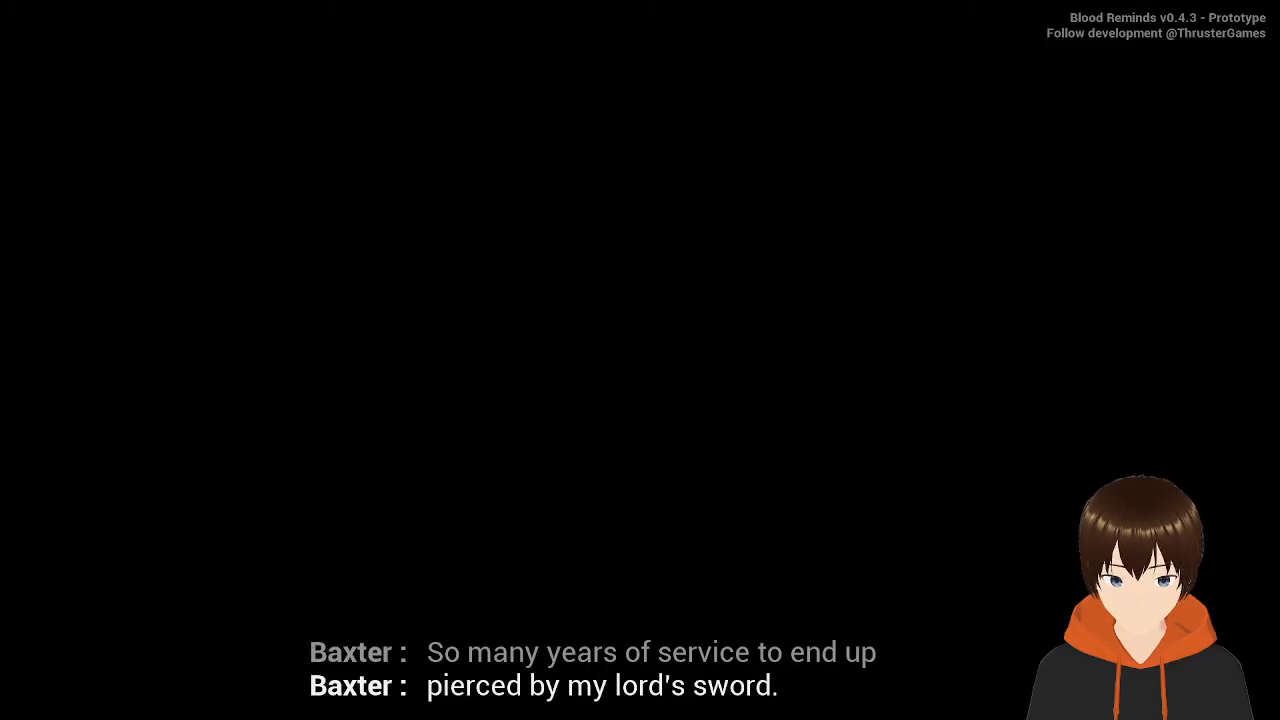 Blood Reminds v0.4.3 - Prototype
Follow development @ThrusterGames
Baxter : So many years of service to end up
Baxter : pierced by my lord's sword.